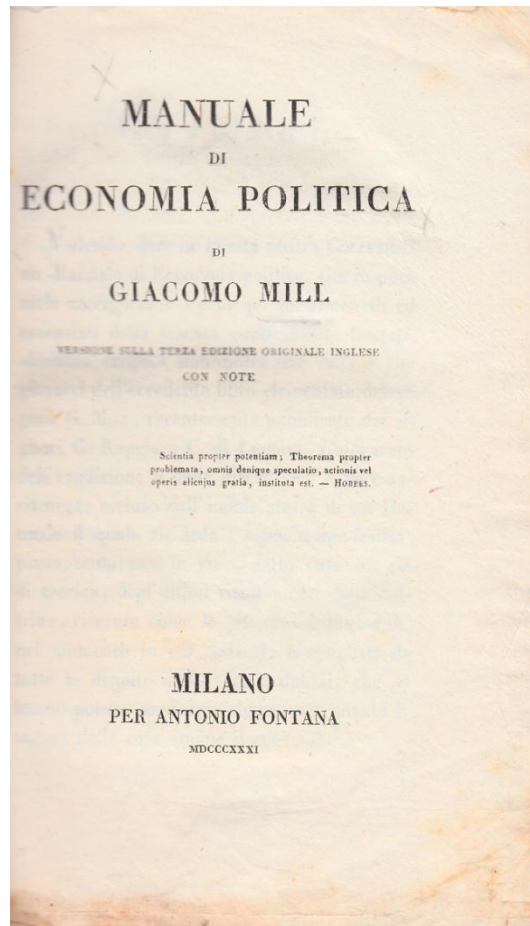 MANUALE
DI
ECONOMIA POLITICA
DI
GIACOMO MILL
VERSIONE SULLA TERZA EDIZIONE ORIGINALE INGLESE
CON NOTE
Scientia propter potentiam; Theorema propter
problemata, omnis denique speculatio, actionis vel
operis alicujus gratia, instituta est. — HOBBES.
MILANO
PER ANTONIO FONTANA
MDCCCXXXI